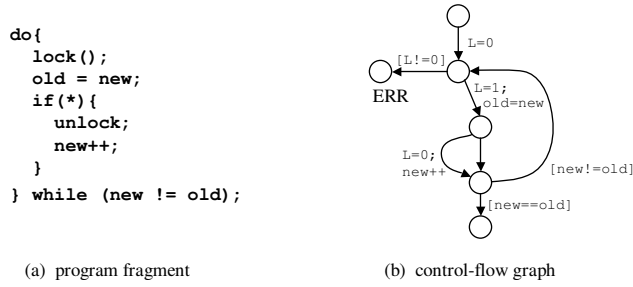 do{
lock();
old = new;
if(*){
unlock;
new++;
}
} while (new != old);
L=0
[L!=0]
ERR
L=1;
old=new
L=0;
new++
[new!=old]
[new==old]
(a) program fragment
(b) control-flow graph